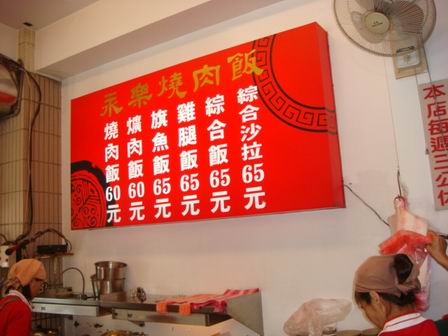 永樂燒肉飯
燒肉飯60元
爌肉飯60元
旗魚飯65元
雞腿飯65元
綜合飯65元
綜合沙拉65元
本店每週三公休